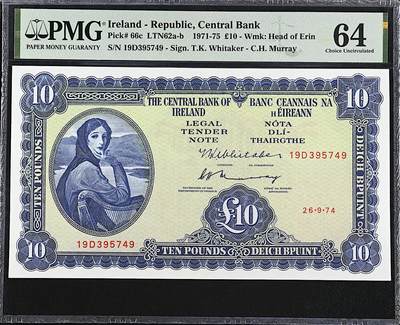 PMG
PAPER MONEY GUARANTY
Ireland - Republic, Central Bank
Pick# 66c LTN62a-b 1971-75 £10 - Wmk: Head of Erin
S/N 19D395749 - Sign. T.K. Whitaker - C.H. Murray
64
Choice Uncirculated
10
10
THE CENTRAL BANK OF IRELAND
BANC CEANNAIS NA hÉIREANN
LEGAL TENDER NOTE
NÓTA DLÍ-THAIRGTHE
TKWhitaker
19D395749
CHMurray
26·9·74
£10
TEN POUNDS
DEICH BPUINT
19D395749
10
TEN POUNDS
DEICH BPUINT
10